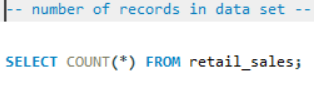 -- number of records in data set --
SELECT COUNT(*) FROM retail_sales;